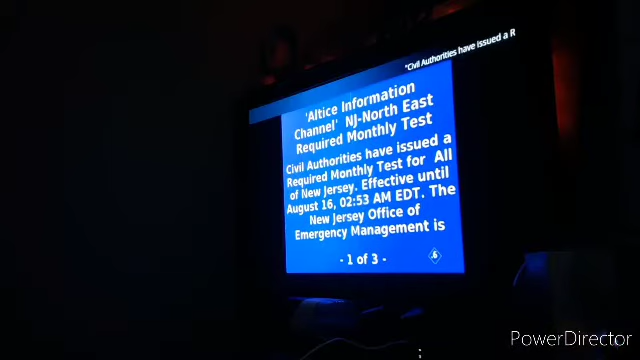 "Civil Authorities have issued a R
'Altice Information
Channel' NJ-North East
Required Monthly Test
Civil Authorities have issued a
Required Monthly Test for All
of New Jersey. Effective until
August 16, 02:53 AM EDT. The
New Jersey Office of
Emergency Management is
- 1 of 3 -
PowerDirector